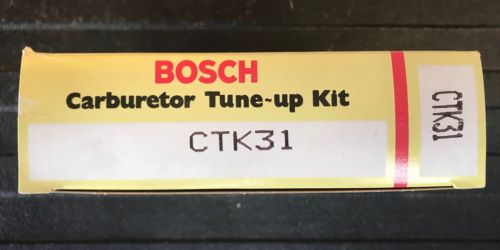 BOSCH
Carburetor Tune-up Kit
CTK31
CTK31